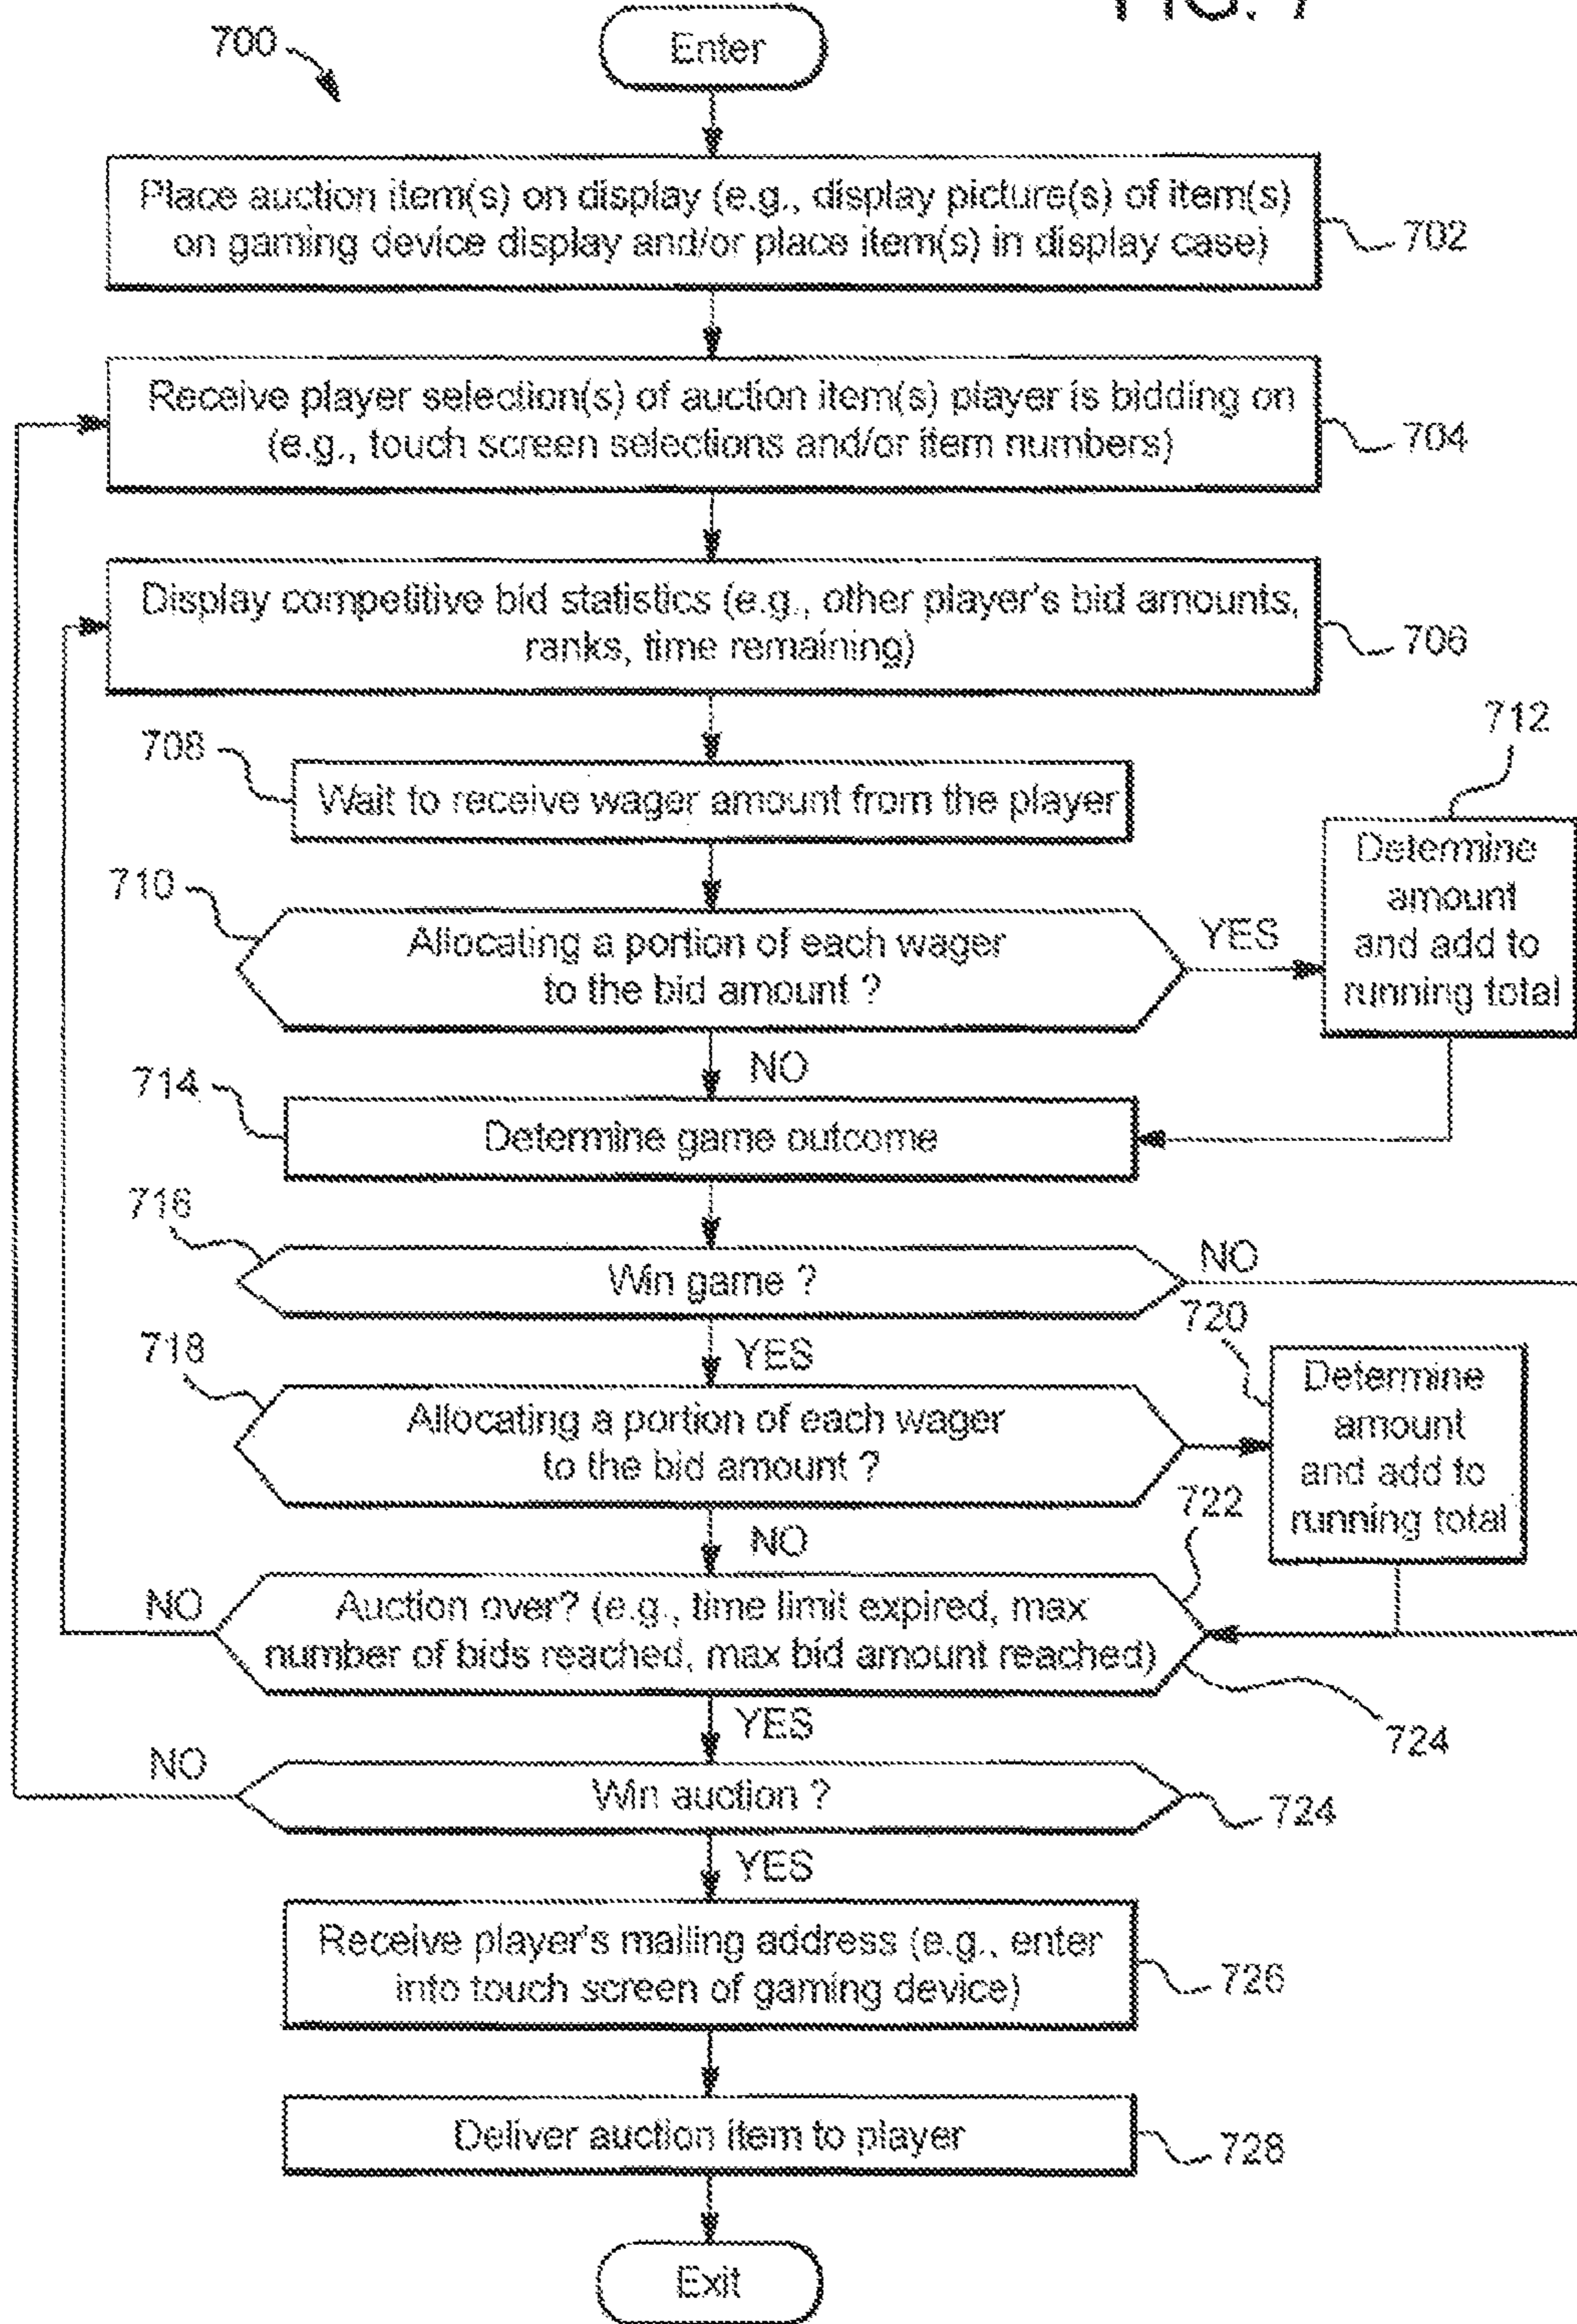 FIG. 7
700
Enter
Place auction item(s) on display (e.g., display picture(s) of item(s)
on gaming device display and/or place item(s) in display case)
702
Receive player selection(s) of auction item(s) player is bidding on
(e.g., touch screen selections and/or item numbers)
704
Display competitive bid statistics (e.g., other player's bid amounts,
ranks, time remaining)
706
708
Wait to receive wager amount from the player
712
Determine
amount
and add to
running total
710
Allocating a portion of each wager
to the bid amount ?
YES
NO
714
Determine game outcome
716
Win game ?
NO
YES
718
Allocating a portion of each wager
to the bid amount ?
720
Determine
amount
and add to
running total
NO
722
Auction over? (e.g., time limit expired, max
number of bids reached, max bid amount reached)
NO
724
YES
Win auction ?
NO
724
YES
Receive player's mailing address (e.g., enter
into touch screen of gaming device)
726
Deliver auction item to player
728
Exit